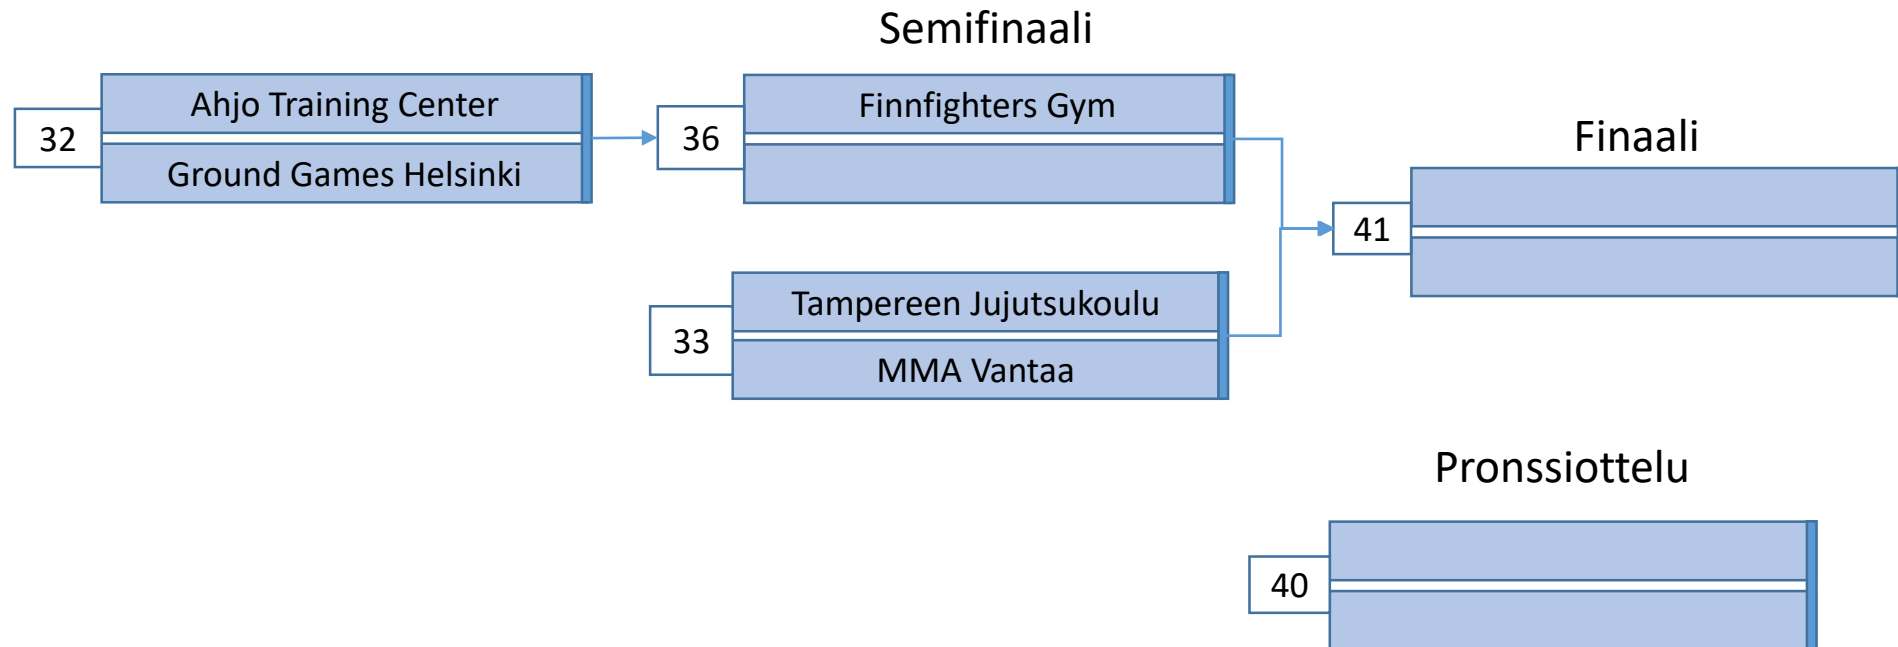 Semifinaali
32
Ahjo Training Center
Ground Games Helsinki
36
Finnfighters Gym
Finaali
41
33
Tampereen Jujutsukoulu
MMA Vantaa
Pronssiottelu
40